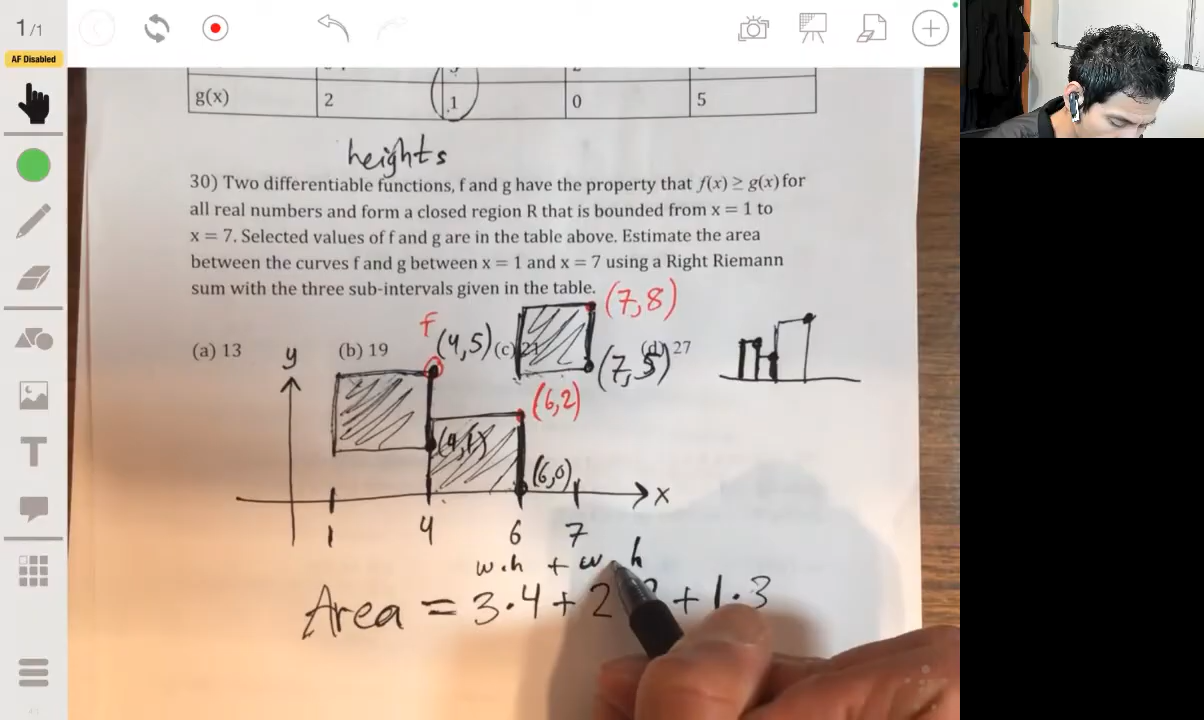 1/1
AF Disabled
g(x) 2 1 0 5
heights
30) Two differentiable functions, f and g have the property that f(x) ≥ g(x) for
all real numbers and form a closed region R that is bounded from x = 1 to
x = 7. Selected values of f and g are in the table above. Estimate the area
between the curves f and g between x = 1 and x = 7 using a Right Riemann
sum with the three sub-intervals given in the table.
(7,8)
f
(4,5)
(a) 13 (b) 19 (c) 21 (d) 27
(7,5)
y
(6,2)
(4,1)
(6,0)
x
1 4 6 7
w·h + w·h
Area = 3·4 + 2 + 1·3
T